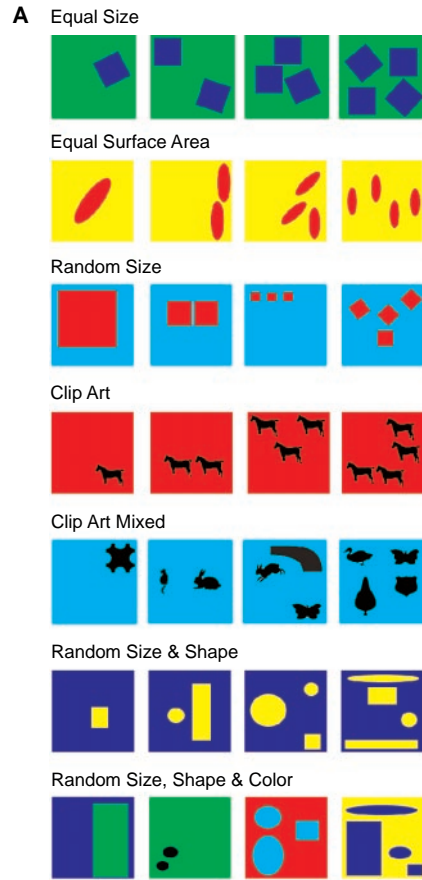 A
Equal Size
Equal Surface Area
Random Size
Clip Art
Clip Art Mixed
Random Size & Shape
Random Size, Shape & Color